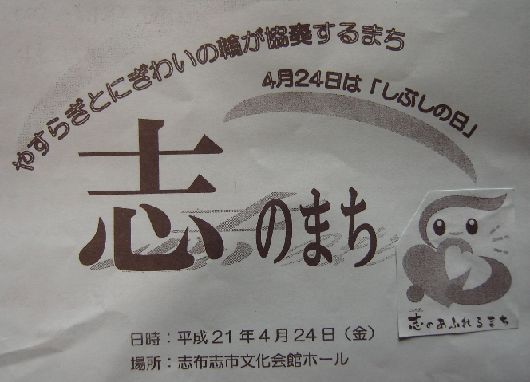 やすらぎとにぎわいの輪が協奏するまち
4月24日は「しぶしの日」
志のまち
志のあふれるまち
日時：平成21年4月24日（金）
場所：志布志市文化会館ホール